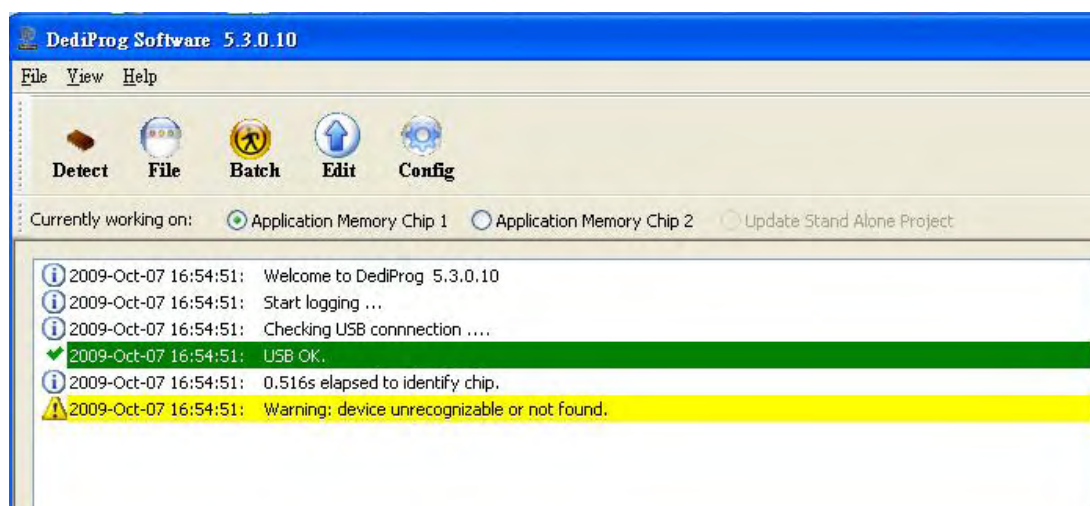 DediProg Software 5.3.0.10
File View Help
Detect File Batch Edit Config
Currently working on: Application Memory Chip 1 Application Memory Chip 2 Update Stand Alone Project
2009-Oct-07 16:54:51: Welcome to DediProg 5.3.0.10
2009-Oct-07 16:54:51: Start logging ...
2009-Oct-07 16:54:51: Checking USB connnection ....
2009-Oct-07 16:54:51: USB OK.
2009-Oct-07 16:54:51: 0.516s elapsed to identify chip.
2009-Oct-07 16:54:51: Warning: device unrecognizable or not found.